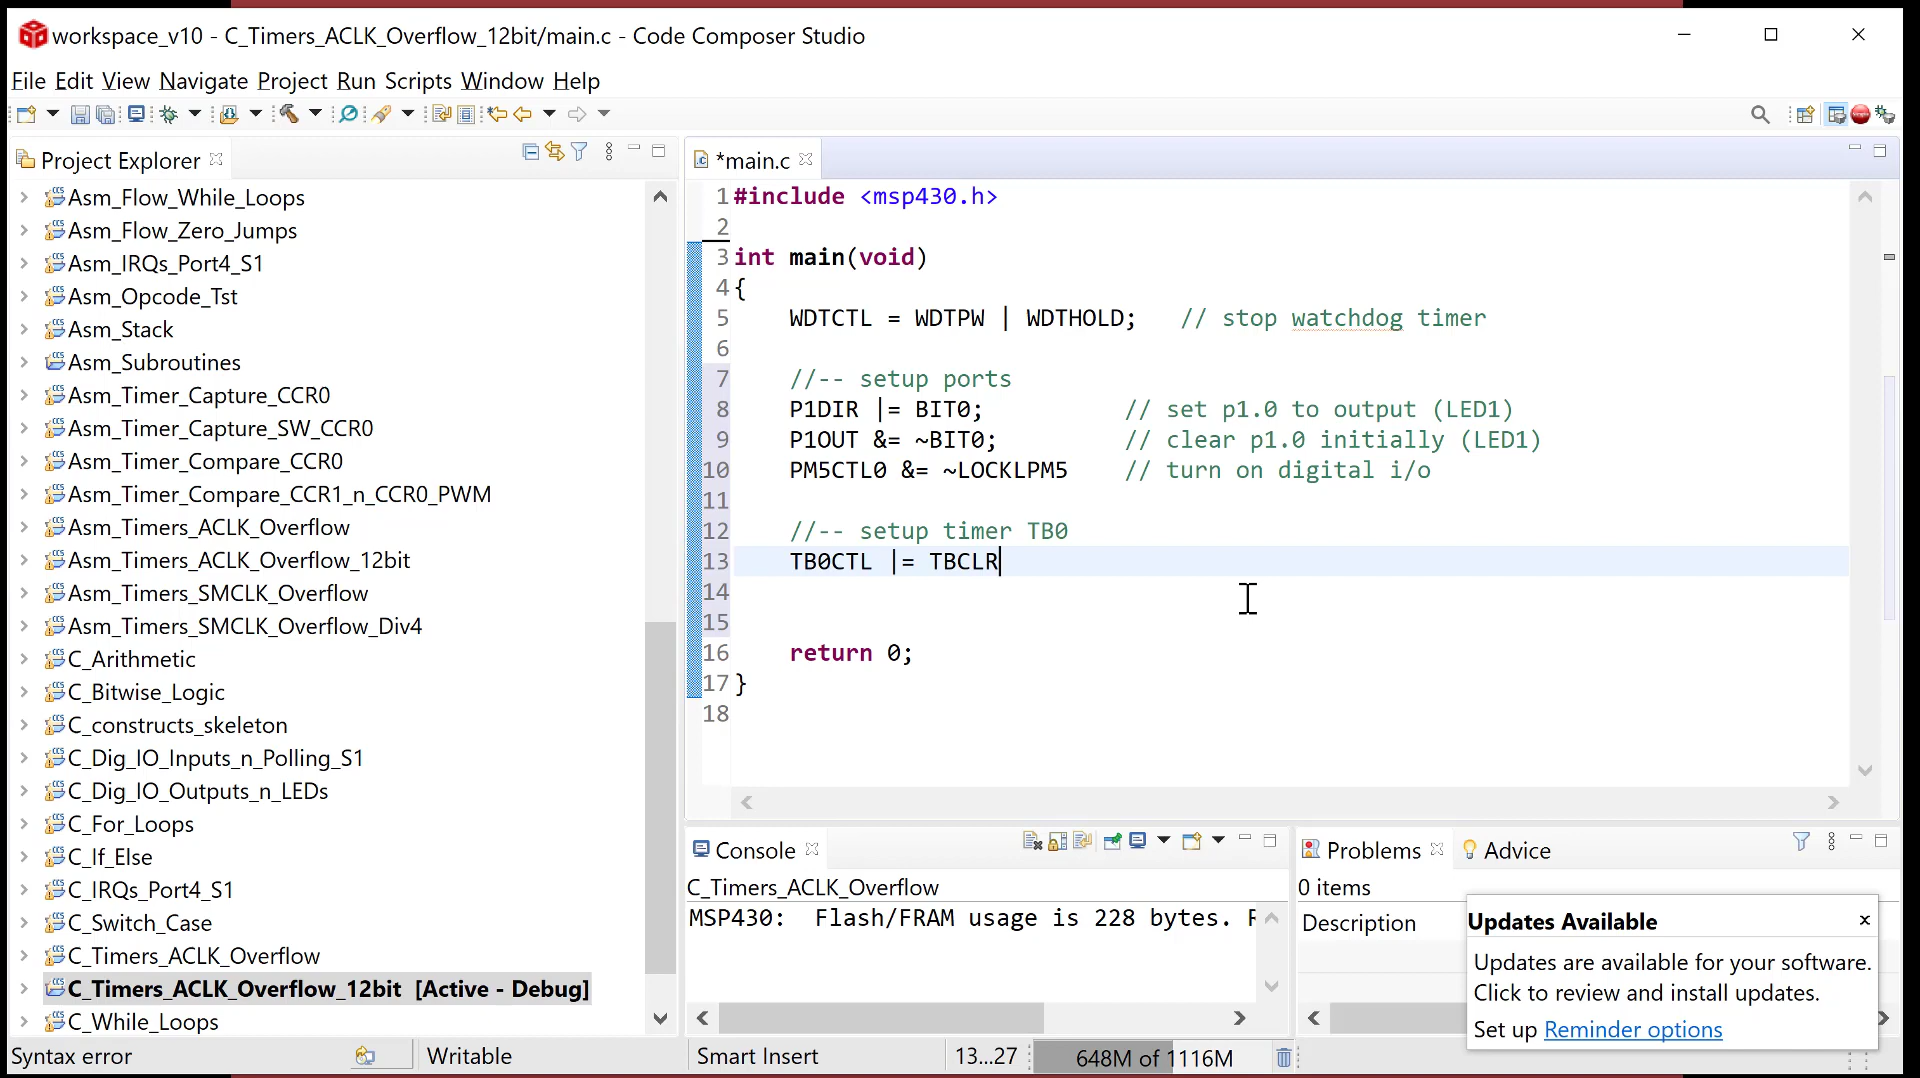 workspace_v10 - C_Timers_ACLK_Overflow_12bit/main.c - Code Composer Studio
File Edit View Navigate Project Run Scripts Window Help
Project Explorer
Asm_Flow_While_Loops
Asm_Flow_Zero_Jumps
Asm_IRQs_Port4_S1
Asm_Opcode_Tst
Asm_Stack
Asm_Subroutines
Asm_Timer_Capture_CCR0
Asm_Timer_Capture_SW_CCR0
Asm_Timer_Compare_CCR0
Asm_Timer_Compare_CCR1_n_CCR0_PWM
Asm_Timers_ACLK_Overflow
Asm_Timers_ACLK_Overflow_12bit
Asm_Timers_SMCLK_Overflow
Asm_Timers_SMCLK_Overflow_Div4
C_Arithmetic
C_Bitwise_Logic
C_constructs_skeleton
C_Dig_IO_Inputs_n_Polling_S1
C_Dig_IO_Outputs_n_LEDs
C_For_Loops
C_If_Else
C_IRQs_Port4_S1
C_Switch_Case
C_Timers_ACLK_Overflow
C_Timers_ACLK_Overflow_12bit [Active - Debug]
C_While_Loops
*main.c
1 #include <msp430.h>
2
3 int main(void)
4 {
5 WDTCTL = WDTPW | WDTHOLD; // stop watchdog timer
6
7 //-- setup ports
8 P1DIR |= BIT0; // set p1.0 to output (LED1)
9 P1OUT &= ~BIT0; // clear p1.0 initially (LED1)
10 PM5CTL0 &= ~LOCKLPM5 // turn on digital i/o
11
12 //-- setup timer TB0
13 TB0CTL |= TBCLR
14
15
16 return 0;
17 }
18
Console
C_Timers_ACLK_Overflow
MSP430: Flash/FRAM usage is 228 bytes.
Problems Advice
0 items
Description
Updates Available
Updates are available for your software.
Click to review and install updates.
Set up Reminder options
Syntax error Writable Smart Insert 13...27 648M of 1116M